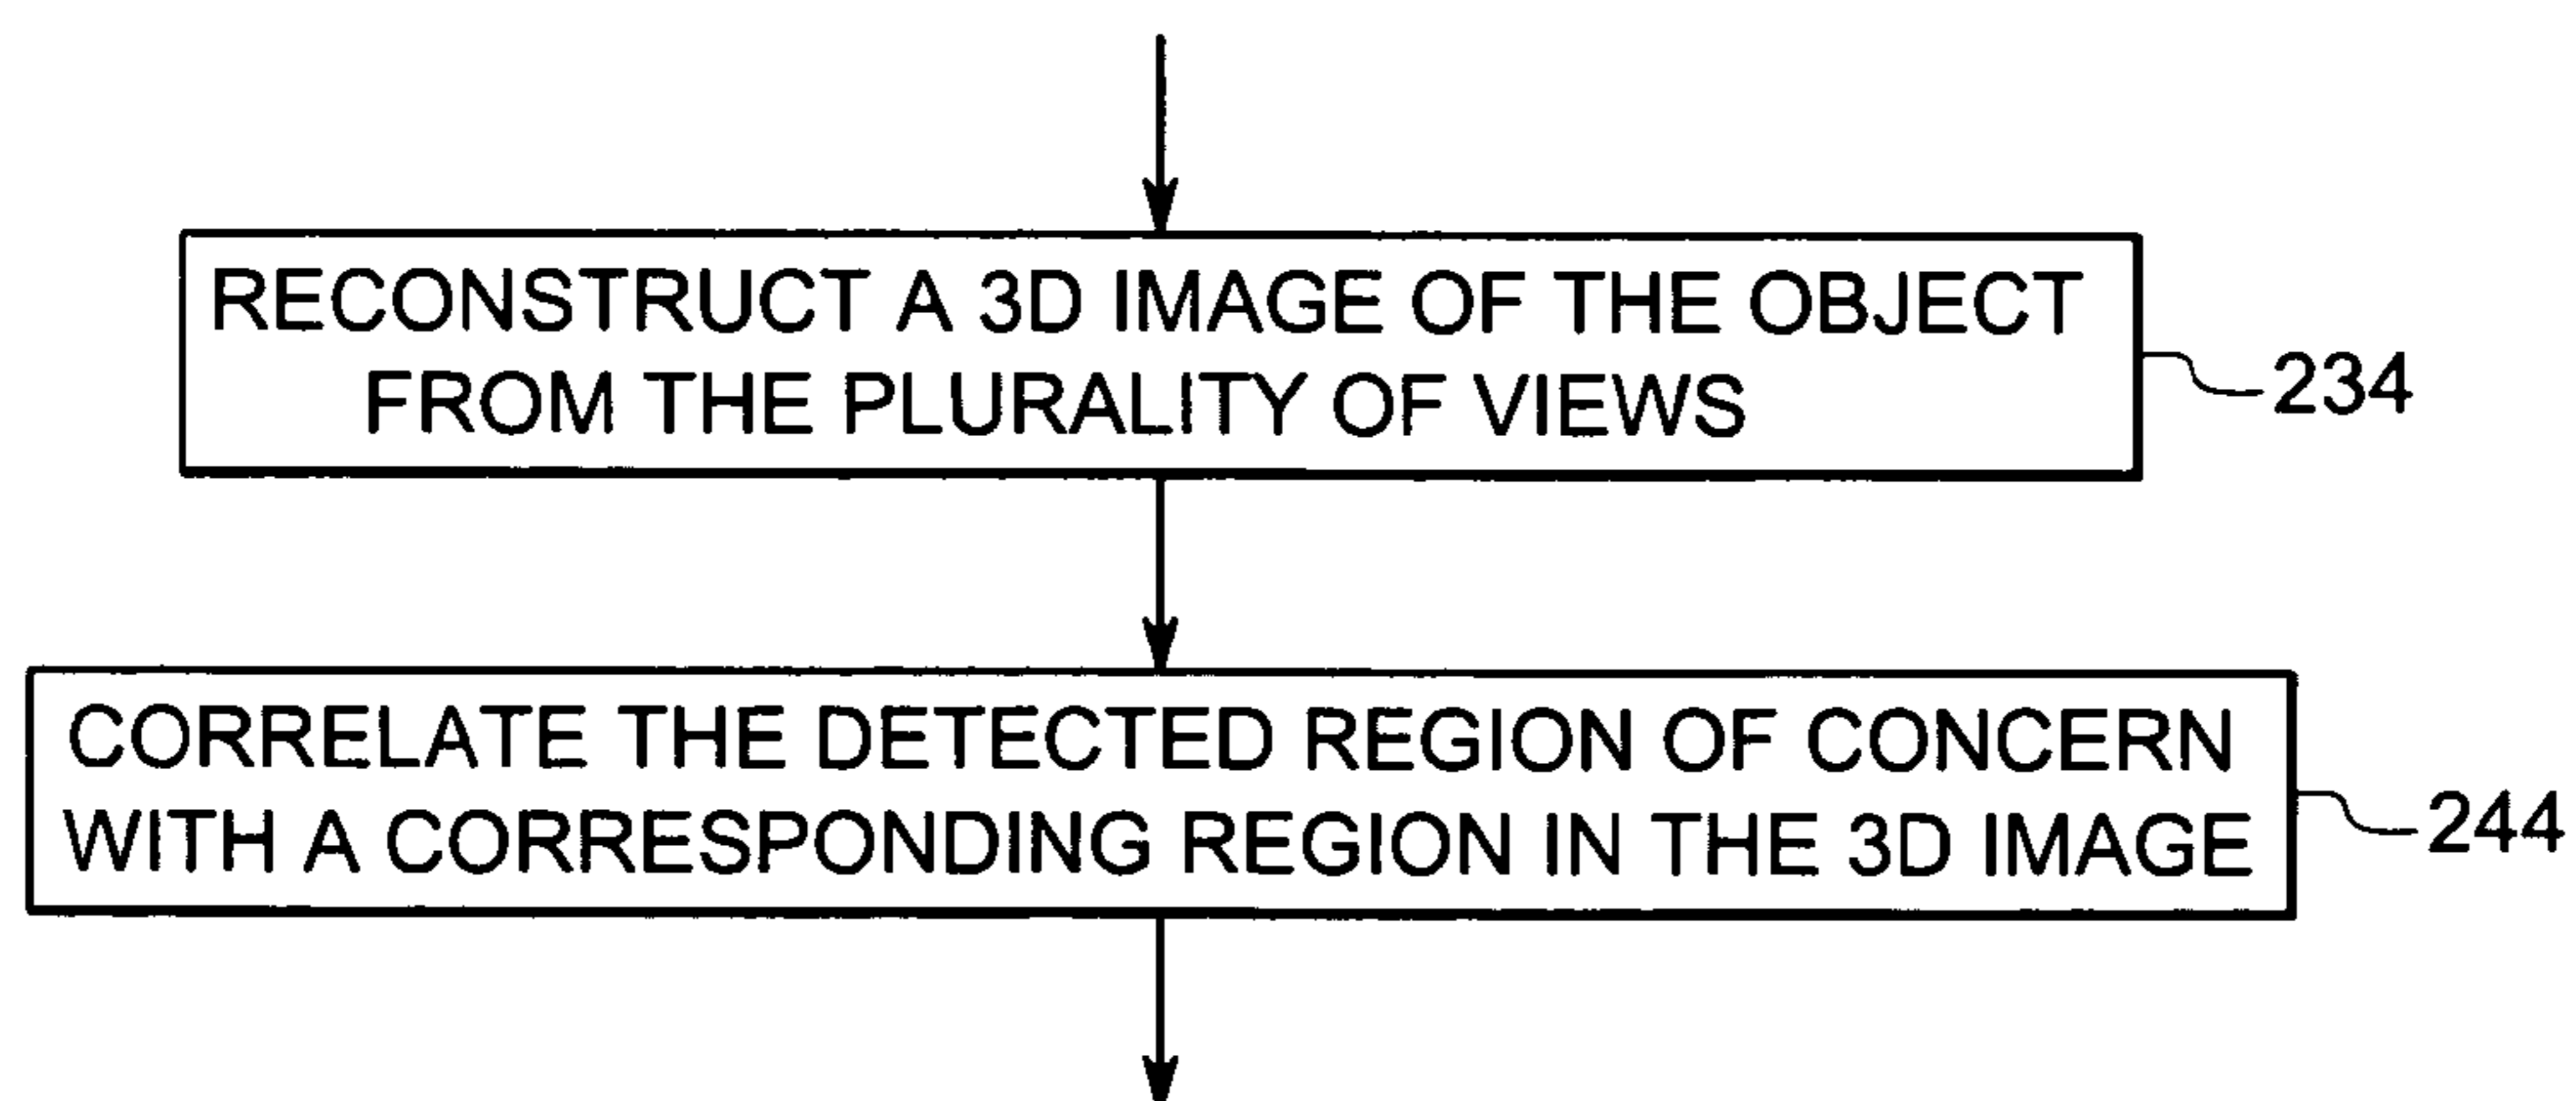 RECONSTRUCT A 3D IMAGE OF THE OBJECT
FROM THE PLURALITY OF VIEWS
234
CORRELATE THE DETECTED REGION OF CONCERN
WITH A CORRESPONDING REGION IN THE 3D IMAGE
244